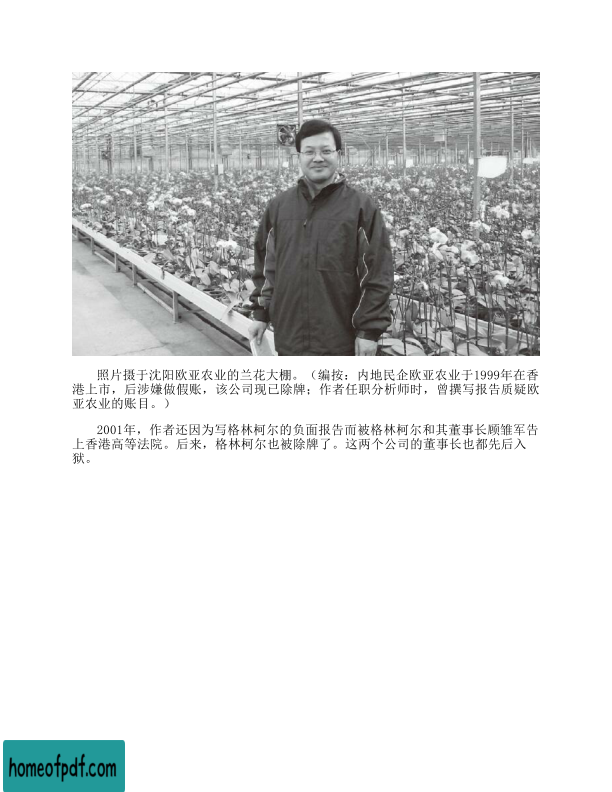 照片摄于沈阳欧亚农业的兰花大棚。（编按：内地民企欧亚农业于1999年在香
港上市，后涉嫌做假账，该公司现已除牌；作者任职分析师时，曾撰写报告质疑欧
亚农业的账目。）
2001年，作者还因为写格林柯尔的负面报告而被格林柯尔和其董事长顾雏军告
上香港高等法院。后来，格林柯尔也被除牌了。这两个公司的董事长也都先后入
狱。
homeofpdf.com